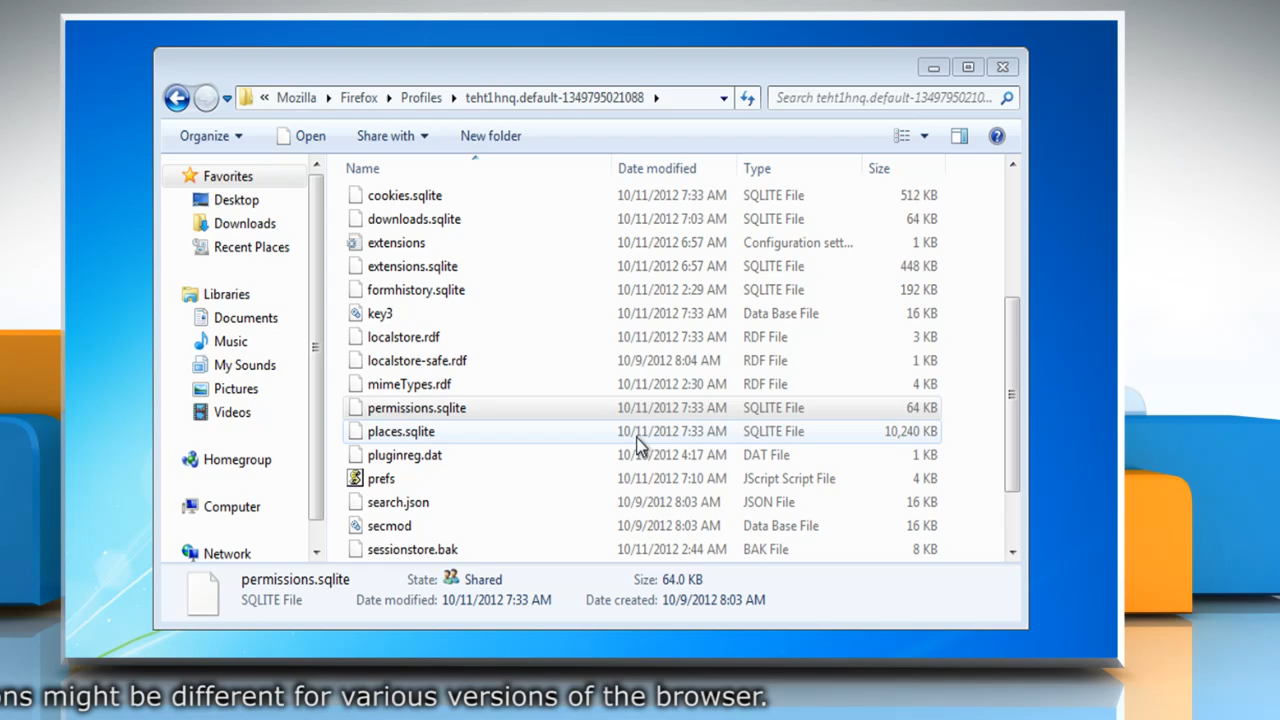 « Mozilla ▸ Firefox ▸ Profiles ▸ teht1hnq.default-1349795021088 ▸
Search teht1hnq.default-13497950210...
Organize Open Share with New folder
Name Date modified Type Size
Favorites
Desktop
Downloads
Recent Places
Libraries
Documents
Music
My Sounds
Pictures
Videos
Homegroup
Computer
Network
cookies.sqlite 10/11/2012 7:33 AM SQLITE File 512 KB
downloads.sqlite 10/11/2012 7:03 AM SQLITE File 64 KB
extensions 10/11/2012 6:57 AM Configuration sett... 1 KB
extensions.sqlite 10/11/2012 6:57 AM SQLITE File 448 KB
formhistory.sqlite 10/11/2012 2:29 AM SQLITE File 192 KB
key3 10/11/2012 7:33 AM Data Base File 16 KB
localstore.rdf 10/11/2012 7:33 AM RDF File 3 KB
localstore-safe.rdf 10/9/2012 8:04 AM RDF File 1 KB
mimeTypes.rdf 10/11/2012 2:30 AM RDF File 4 KB
permissions.sqlite 10/11/2012 7:33 AM SQLITE File 64 KB
places.sqlite 10/11/2012 7:33 AM SQLITE File 10,240 KB
pluginreg.dat 4:17 AM DAT File 1 KB
prefs 10/11/2012 7:10 AM JScript Script File 4 KB
search.json 10/9/2012 8:03 AM JSON File 16 KB
secmod 10/9/2012 8:03 AM Data Base File 16 KB
sessionstore.bak 10/11/2012 2:44 AM BAK File 8 KB
permissions.sqlite State: Shared Size: 64.0 KB
SQLITE File Date modified: 10/11/2012 7:33 AM Date created: 10/9/2012 8:03 AM
ons might be different for various versions of the browser.